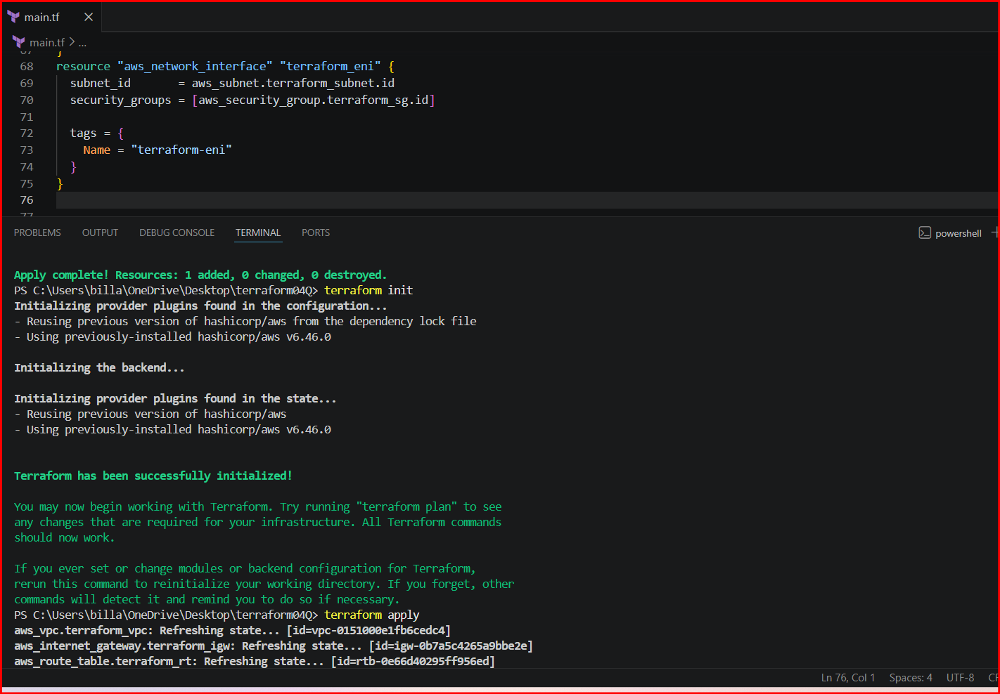 main.tf
main.tf > ...
67 }
68 resource "aws_network_interface" "terraform_eni" {
69   subnet_id       = aws_subnet.terraform_subnet.id
70   security_groups = [aws_security_group.terraform_sg.id]
71
72   tags = {
73     Name = "terraform-eni"
74   }
75 }
76
77
PROBLEMS OUTPUT DEBUG CONSOLE TERMINAL PORTS powershell
Apply complete! Resources: 1 added, 0 changed, 0 destroyed.
PS C:\Users\billa\OneDrive\Desktop\terraform04Q> terraform init
Initializing provider plugins found in the configuration...
- Reusing previous version of hashicorp/aws from the dependency lock file
- Using previously-installed hashicorp/aws v6.46.0
Initializing the backend...
Initializing provider plugins found in the state...
- Reusing previous version of hashicorp/aws
- Using previously-installed hashicorp/aws v6.46.0
Terraform has been successfully initialized!
You may now begin working with Terraform. Try running "terraform plan" to see
any changes that are required for your infrastructure. All Terraform commands
should now work.
If you ever set or change modules or backend configuration for Terraform,
rerun this command to reinitialize your working directory. If you forget, other
commands will detect it and remind you to do so if necessary.
PS C:\Users\billa\OneDrive\Desktop\terraform04Q> terraform apply
aws_vpc.terraform_vpc: Refreshing state... [id=vpc-0151000e1fb6cedc4]
aws_internet_gateway.terraform_igw: Refreshing state... [id=igw-0b7a5c4265a9bbe2e]
aws_route_table.terraform_rt: Refreshing state... [id=rtb-0e66d40295ff956ed]
Ln 76, Col 1 Spaces: 4 UTF-8